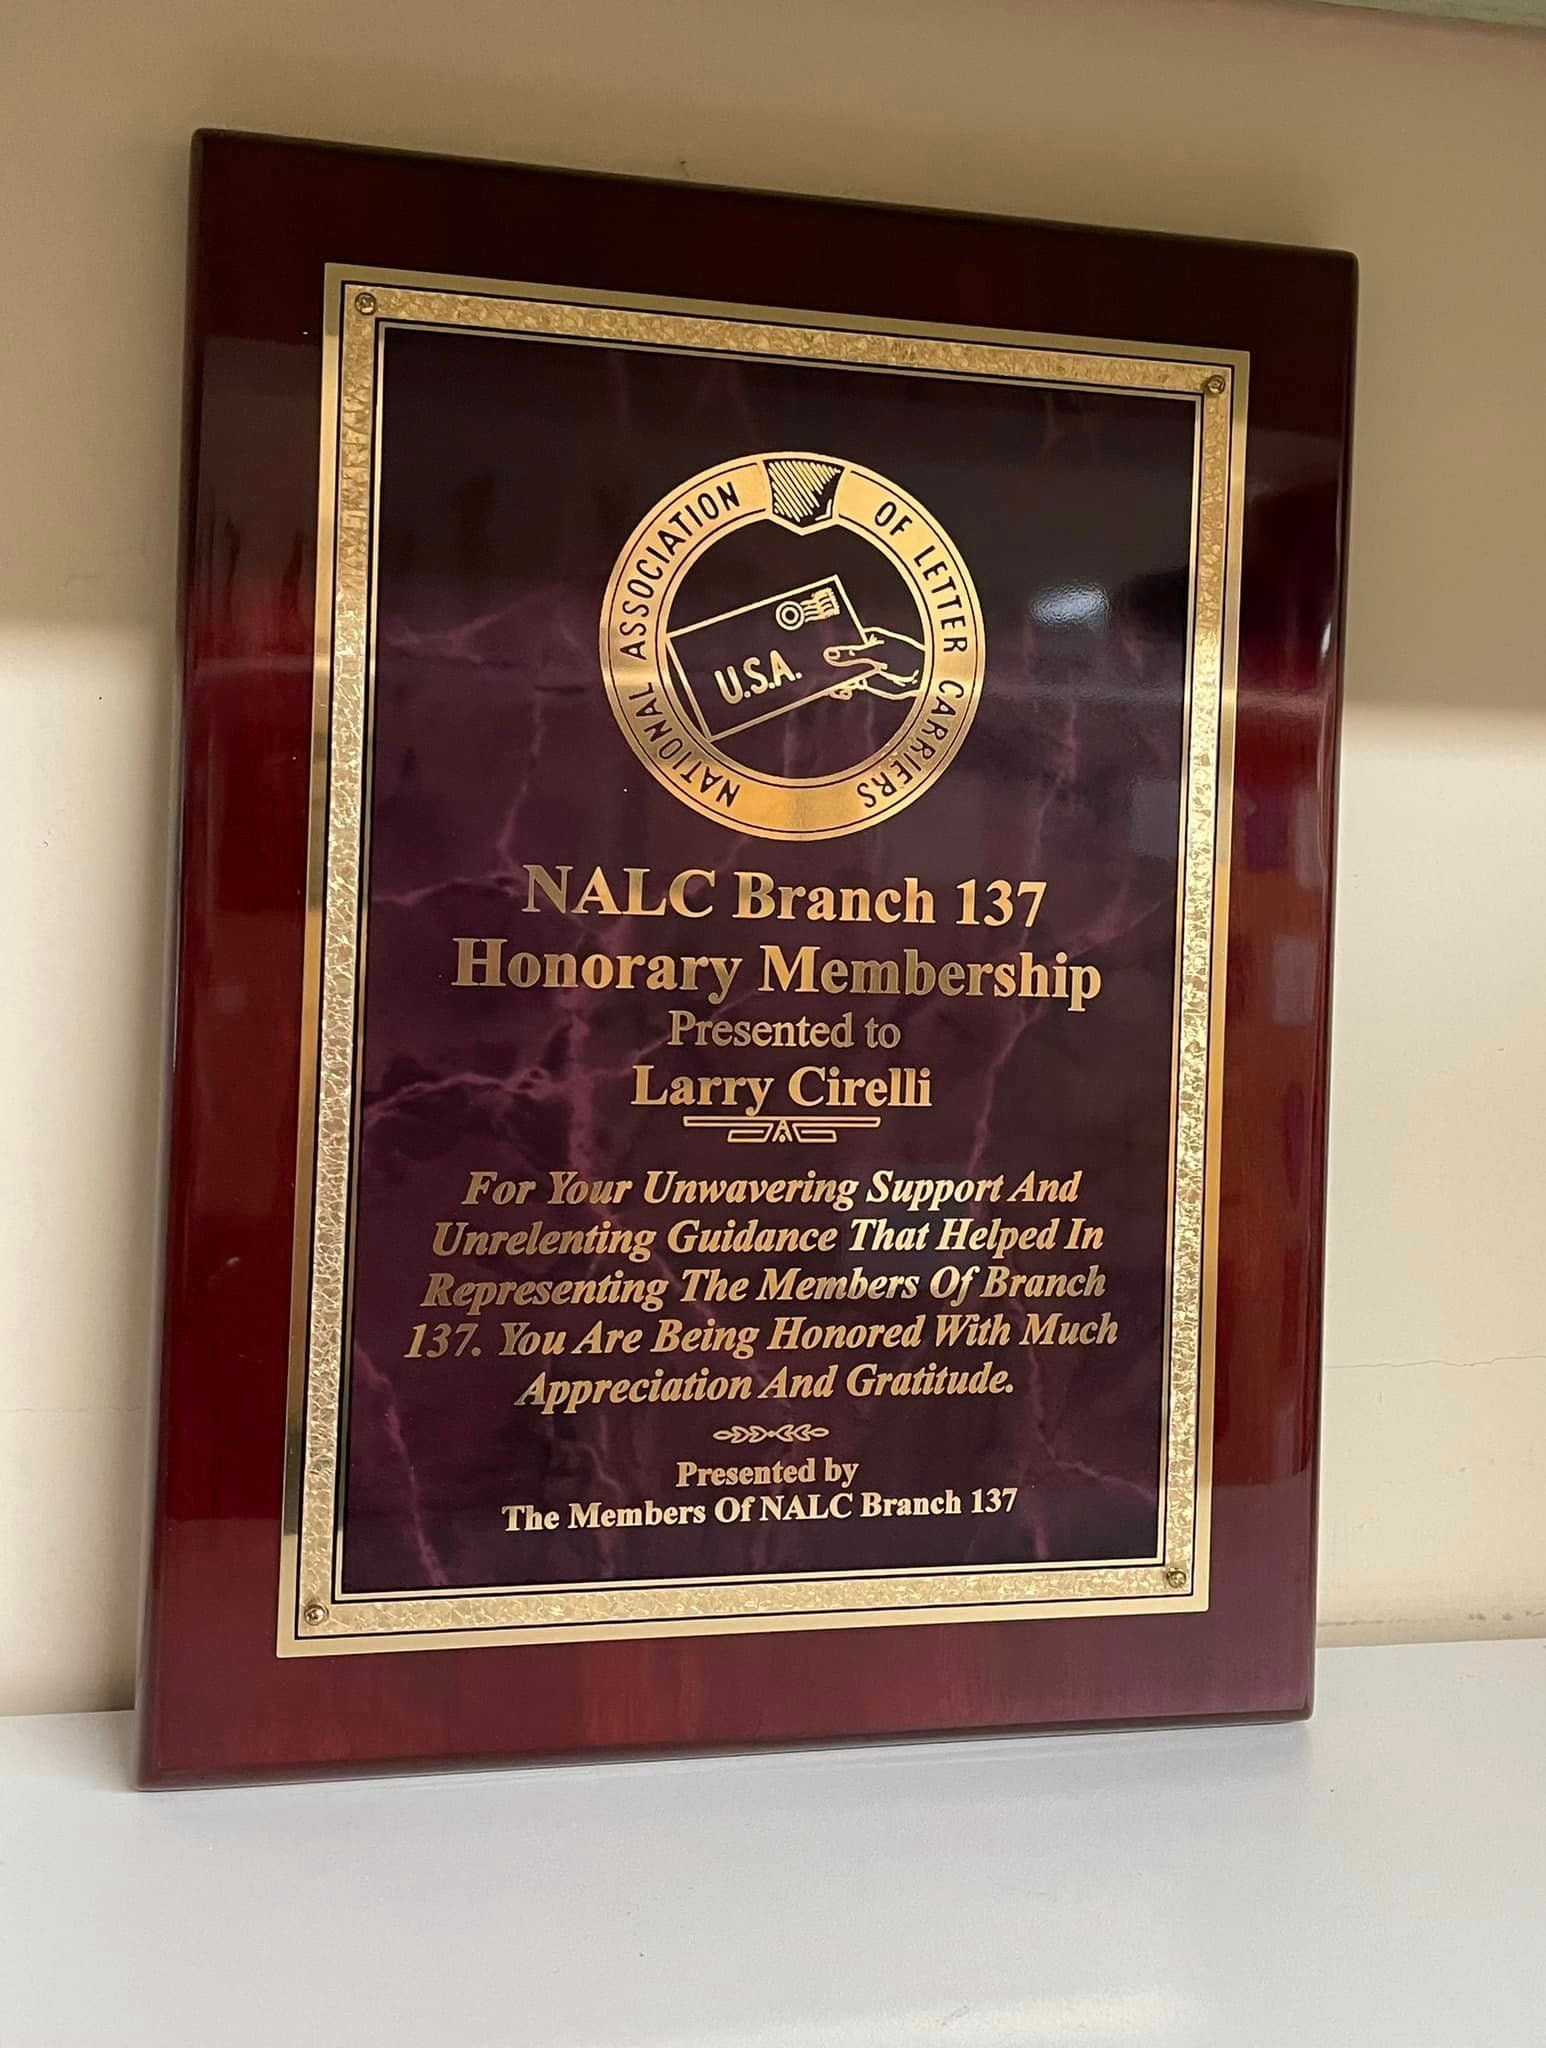 NATIONAL ASSOCIATION OF LETTER CARRIERS
U.S.A.
NALC Branch 137
Honorary Membership
Presented to
Larry Cirelli
For Your Unwavering Support And
Unrelenting Guidance That Helped In
Representing The Members Of Branch
137. You Are Being Honored With Much
Appreciation And Gratitude.
Presented by
The Members Of NALC Branch 137